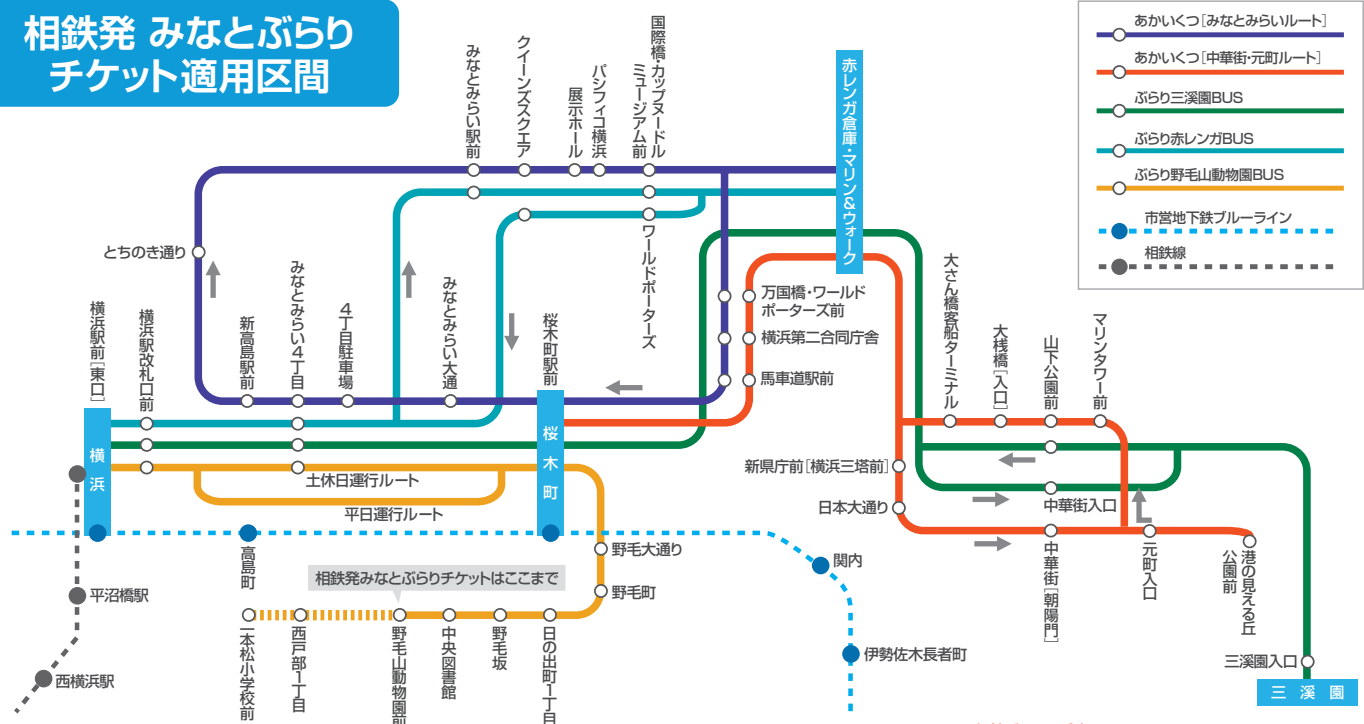 相鉄発 みなとぶらり
チケット適用区間
あかいくつ[みなとみらいルート]
あかいくつ[中華街・元町ルート]
ぶらり三溪園BUS
ぶらり赤レンガBUS
ぶらり野毛山動物園BUS
市営地下鉄ブルーライン
相鉄線
みなとみらい駅前
クイーンズスクエア
展示ホール
パシフィコ横浜
国際橋・カップヌードル
ミュージアム前
赤レンガ倉庫・マリン&ウォーク
とちのき通り
ワールドポーターズ
横浜駅前[東口]
横浜駅改札口前
新高島駅前
みなとみらい4丁目
4丁目駐車場
みなとみらい大通
桜木町駅前
万国橋・ワールド
ポーターズ前
横浜第二合同庁舎
馬車道駅前
大さん橋客船ターミナル
大桟橋[入口]
山下公園前
マリンタワー前
横浜
桜木町
土休日運行ルート
平日運行ルート
新県庁前[横浜三塔前]
日本大通り
中華街入口
中華街[朝陽門]
元町入口
港の見える丘
公園前
高島町
野毛大通り
野毛町
関内
相鉄発みなとぶらりチケットはここまで
平沼橋駅
西横浜駅
一本松小学校前
西戸部1丁目
野毛山動物園前
中央図書館
野毛坂
日の出町1丁目
伊勢佐木長者町
三溪園入口
三溪園